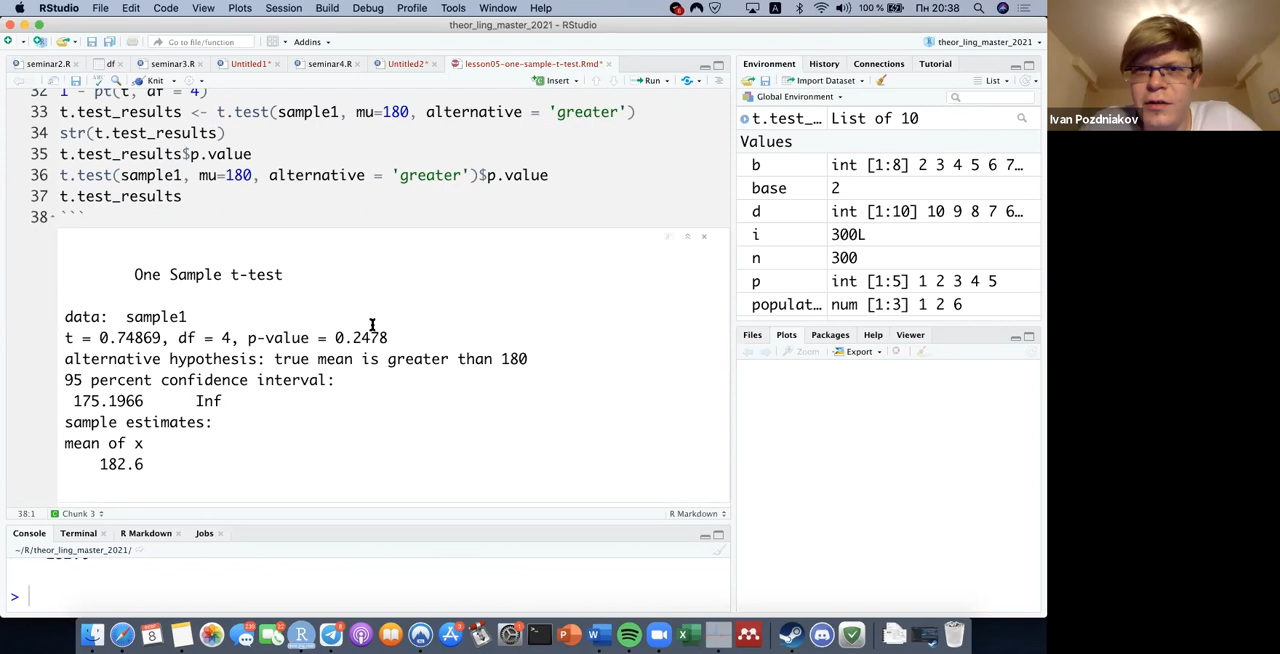 RStudio File Edit Code View Plots Session Build Debug Profile Tools Window Help 100 % Пн 20:38
theor_ling_master_2021 - RStudio
Go to file/function Addins theor_ling_master_2021
seminar2.R df seminar3.R Untitled1* seminar4.R Untitled2* lesson05-one-sample-t-test.Rmd*
Knit Insert Run
32 1 - pt(t, df = 4)
33 t.test_results <- t.test(sample1, mu=180, alternative = 'greater')
34 str(t.test_results)
35 t.test_results$p.value
36 t.test(sample1, mu=180, alternative = 'greater')$p.value
37 t.test_results
38 ```
One Sample t-test
data: sample1
t = 0.74869, df = 4, p-value = 0.2478
alternative hypothesis: true mean is greater than 180
95 percent confidence interval:
175.1966 Inf
sample estimates:
mean of x
182.6
38:1 Chunk 3 R Markdown
Console Terminal R Markdown Jobs
~/R/theor_ling_master_2021/
>
Environment History Connections Tutorial
Import Dataset List
Global Environment
t.test_... List of 10
Values
b int [1:8] 2 3 4 5 6 7...
base 2
d int [1:10] 10 9 8 7 6...
i 300L
n 300
p int [1:5] 1 2 3 4 5
populat... num [1:3] 1 2 6
Files Plots Packages Help Viewer
Zoom Export
Ivan Pozdniakov